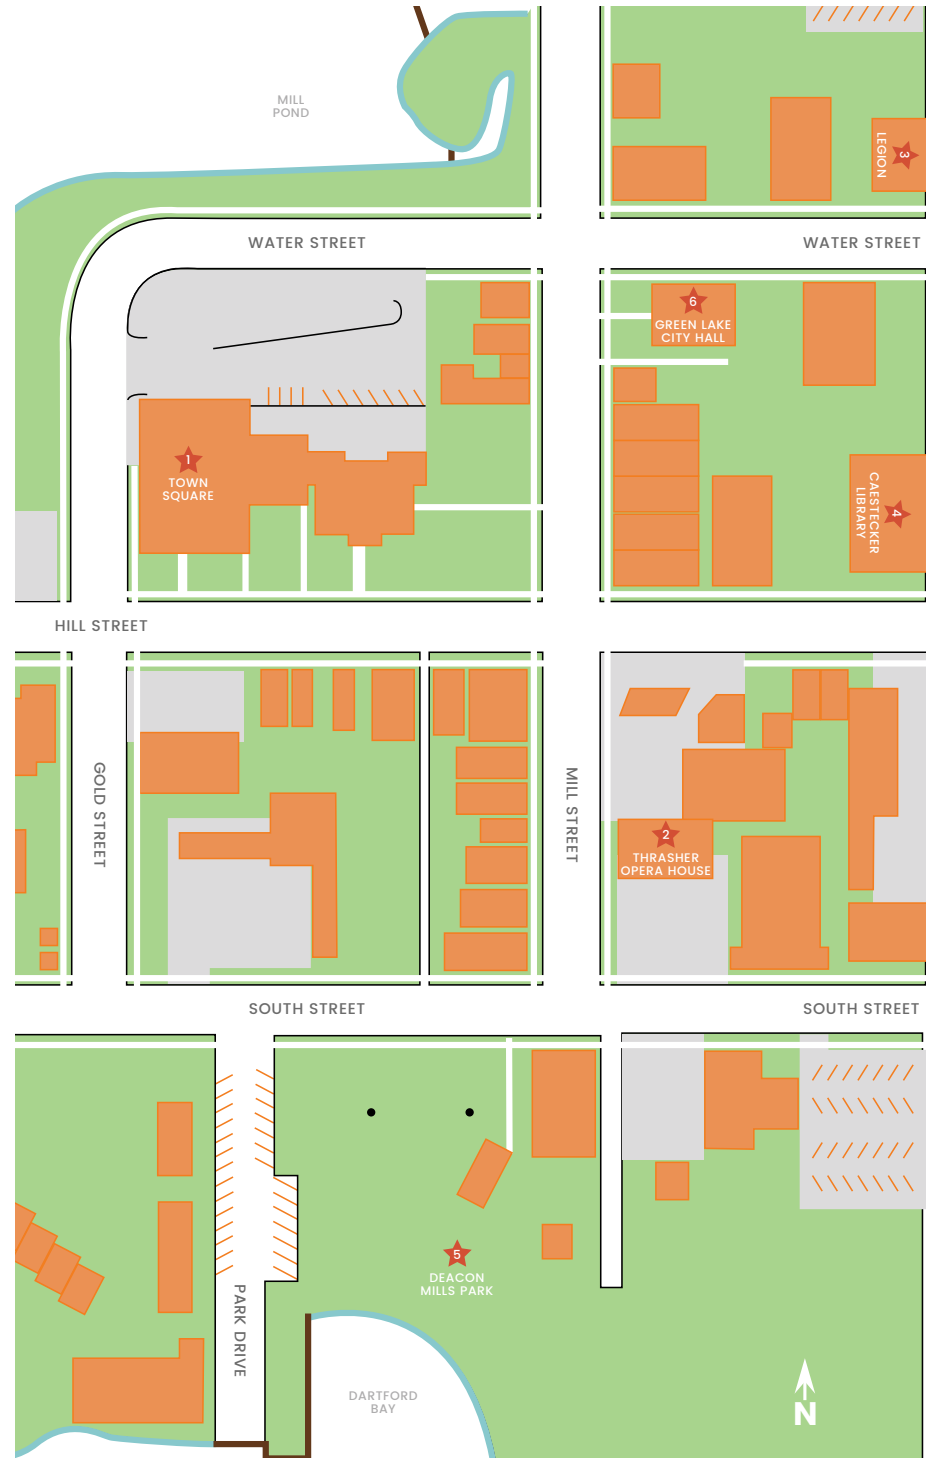 MILL
POND
3
LEGION
WATER STREET
WATER STREET
6
GREEN LAKE
CITY HALL
1
TOWN
SQUARE
4
CAESTECKER
LIBRARY
HILL STREET
GOLD STREET
MILL STREET
2
THRASHER
OPERA HOUSE
SOUTH STREET
SOUTH STREET
5
DEACON
MILLS PARK
PARK DRIVE
DARTFORD
BAY
N